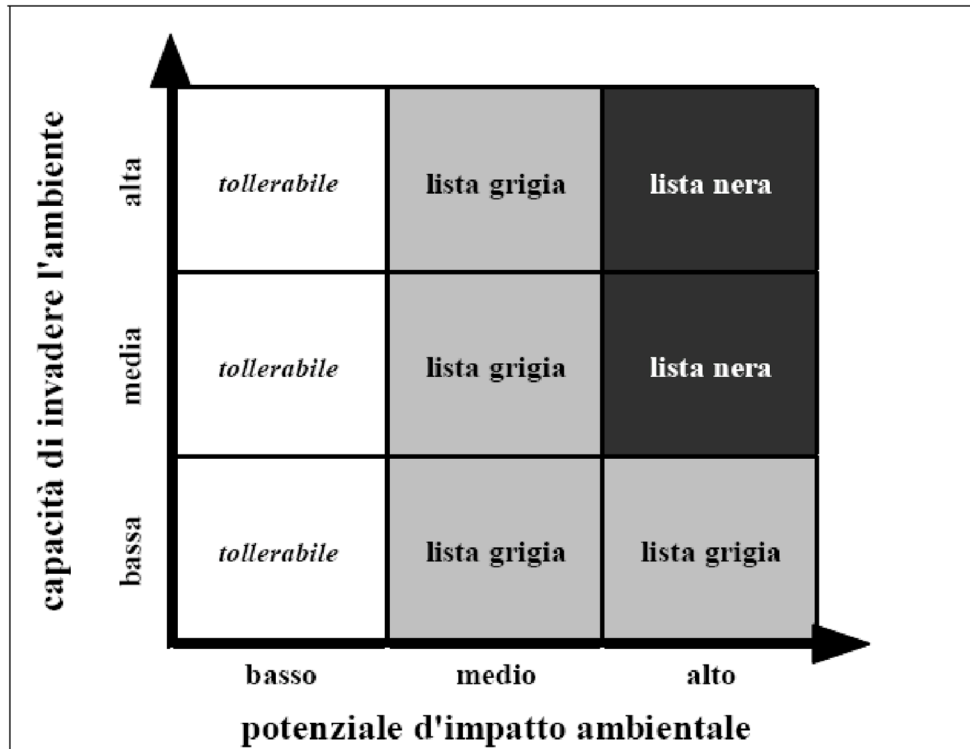 capacità di invadere l'ambiente
alta
tollerabile
lista grigia
lista nera
media
tollerabile
lista grigia
lista nera
bassa
tollerabile
lista grigia
lista grigia
basso
medio
alto
potenziale d'impatto ambientale